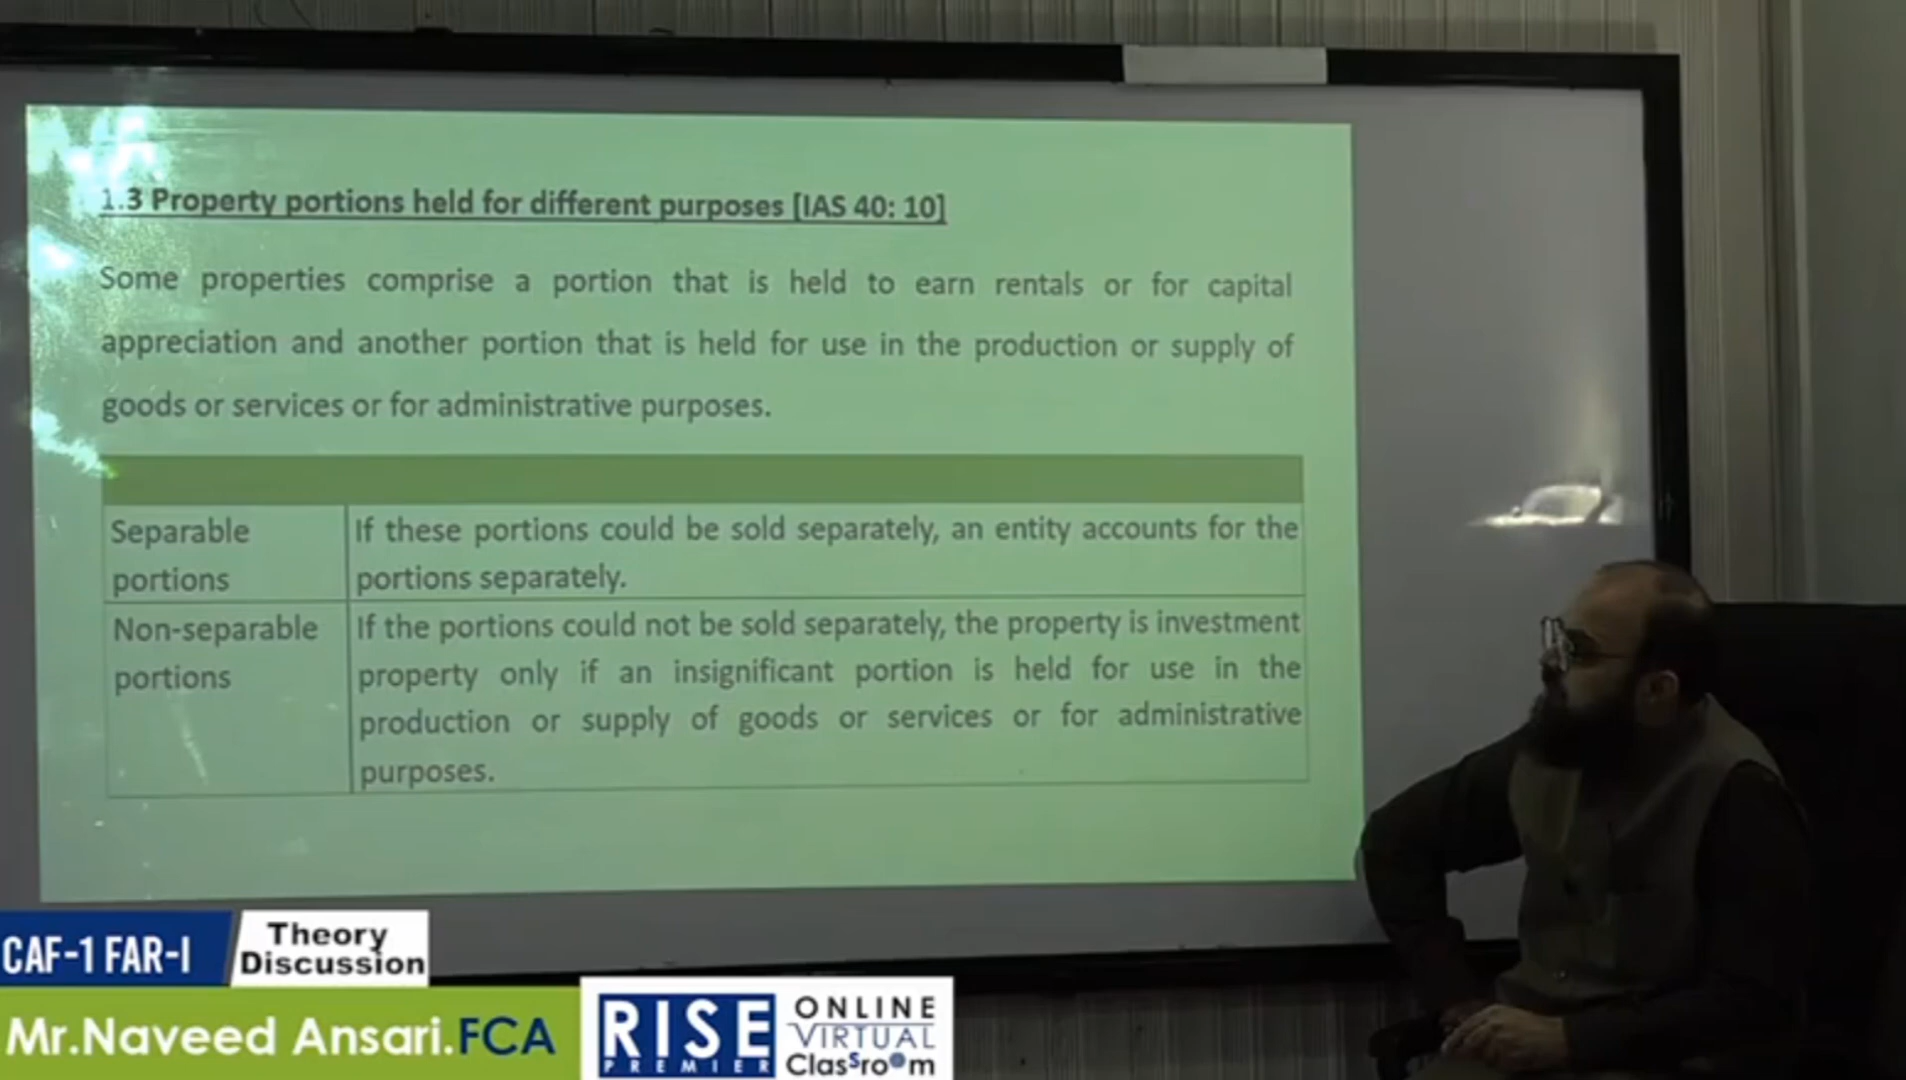 1.3 Property portions held for different purposes [IAS 40: 10]
Some properties comprise a portion that is held to earn rentals or for capital
appreciation and another portion that is held for use in the production or supply of
goods or services or for administrative purposes.
Separable
portions
If these portions could be sold separately, an entity accounts for the
portions separately.
Non-separable
portions
If the portions could not be sold separately, the property is investment
property only if an insignificant portion is held for use in the
production or supply of goods or services or for administrative
purposes.
CAF-1 FAR-I
Theory
Discussion
Mr.Naveed Ansari.FCA
RISE
PREMIER
ONLINE
VIRTUAL
Classroom